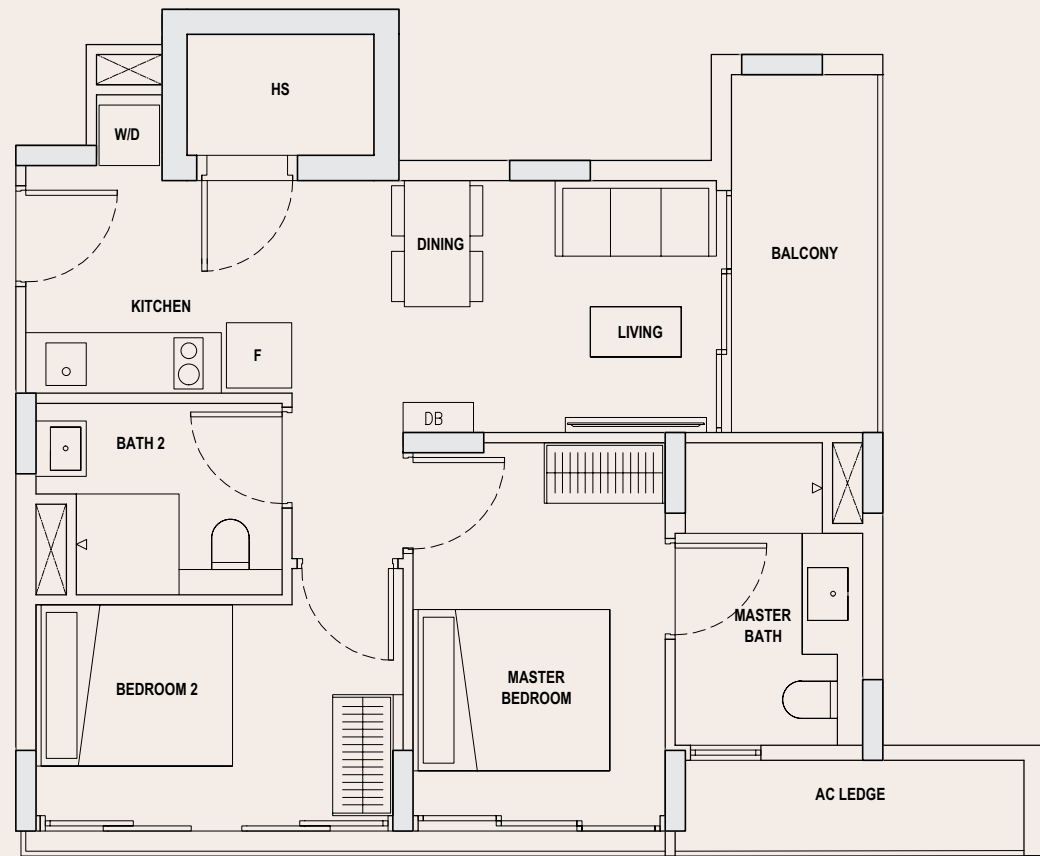 HS
W/D
DINING
BALCONY
KITCHEN
LIVING
F
DB
BATH 2
MASTER
BATH
BEDROOM 2
MASTER
BEDROOM
AC LEDGE